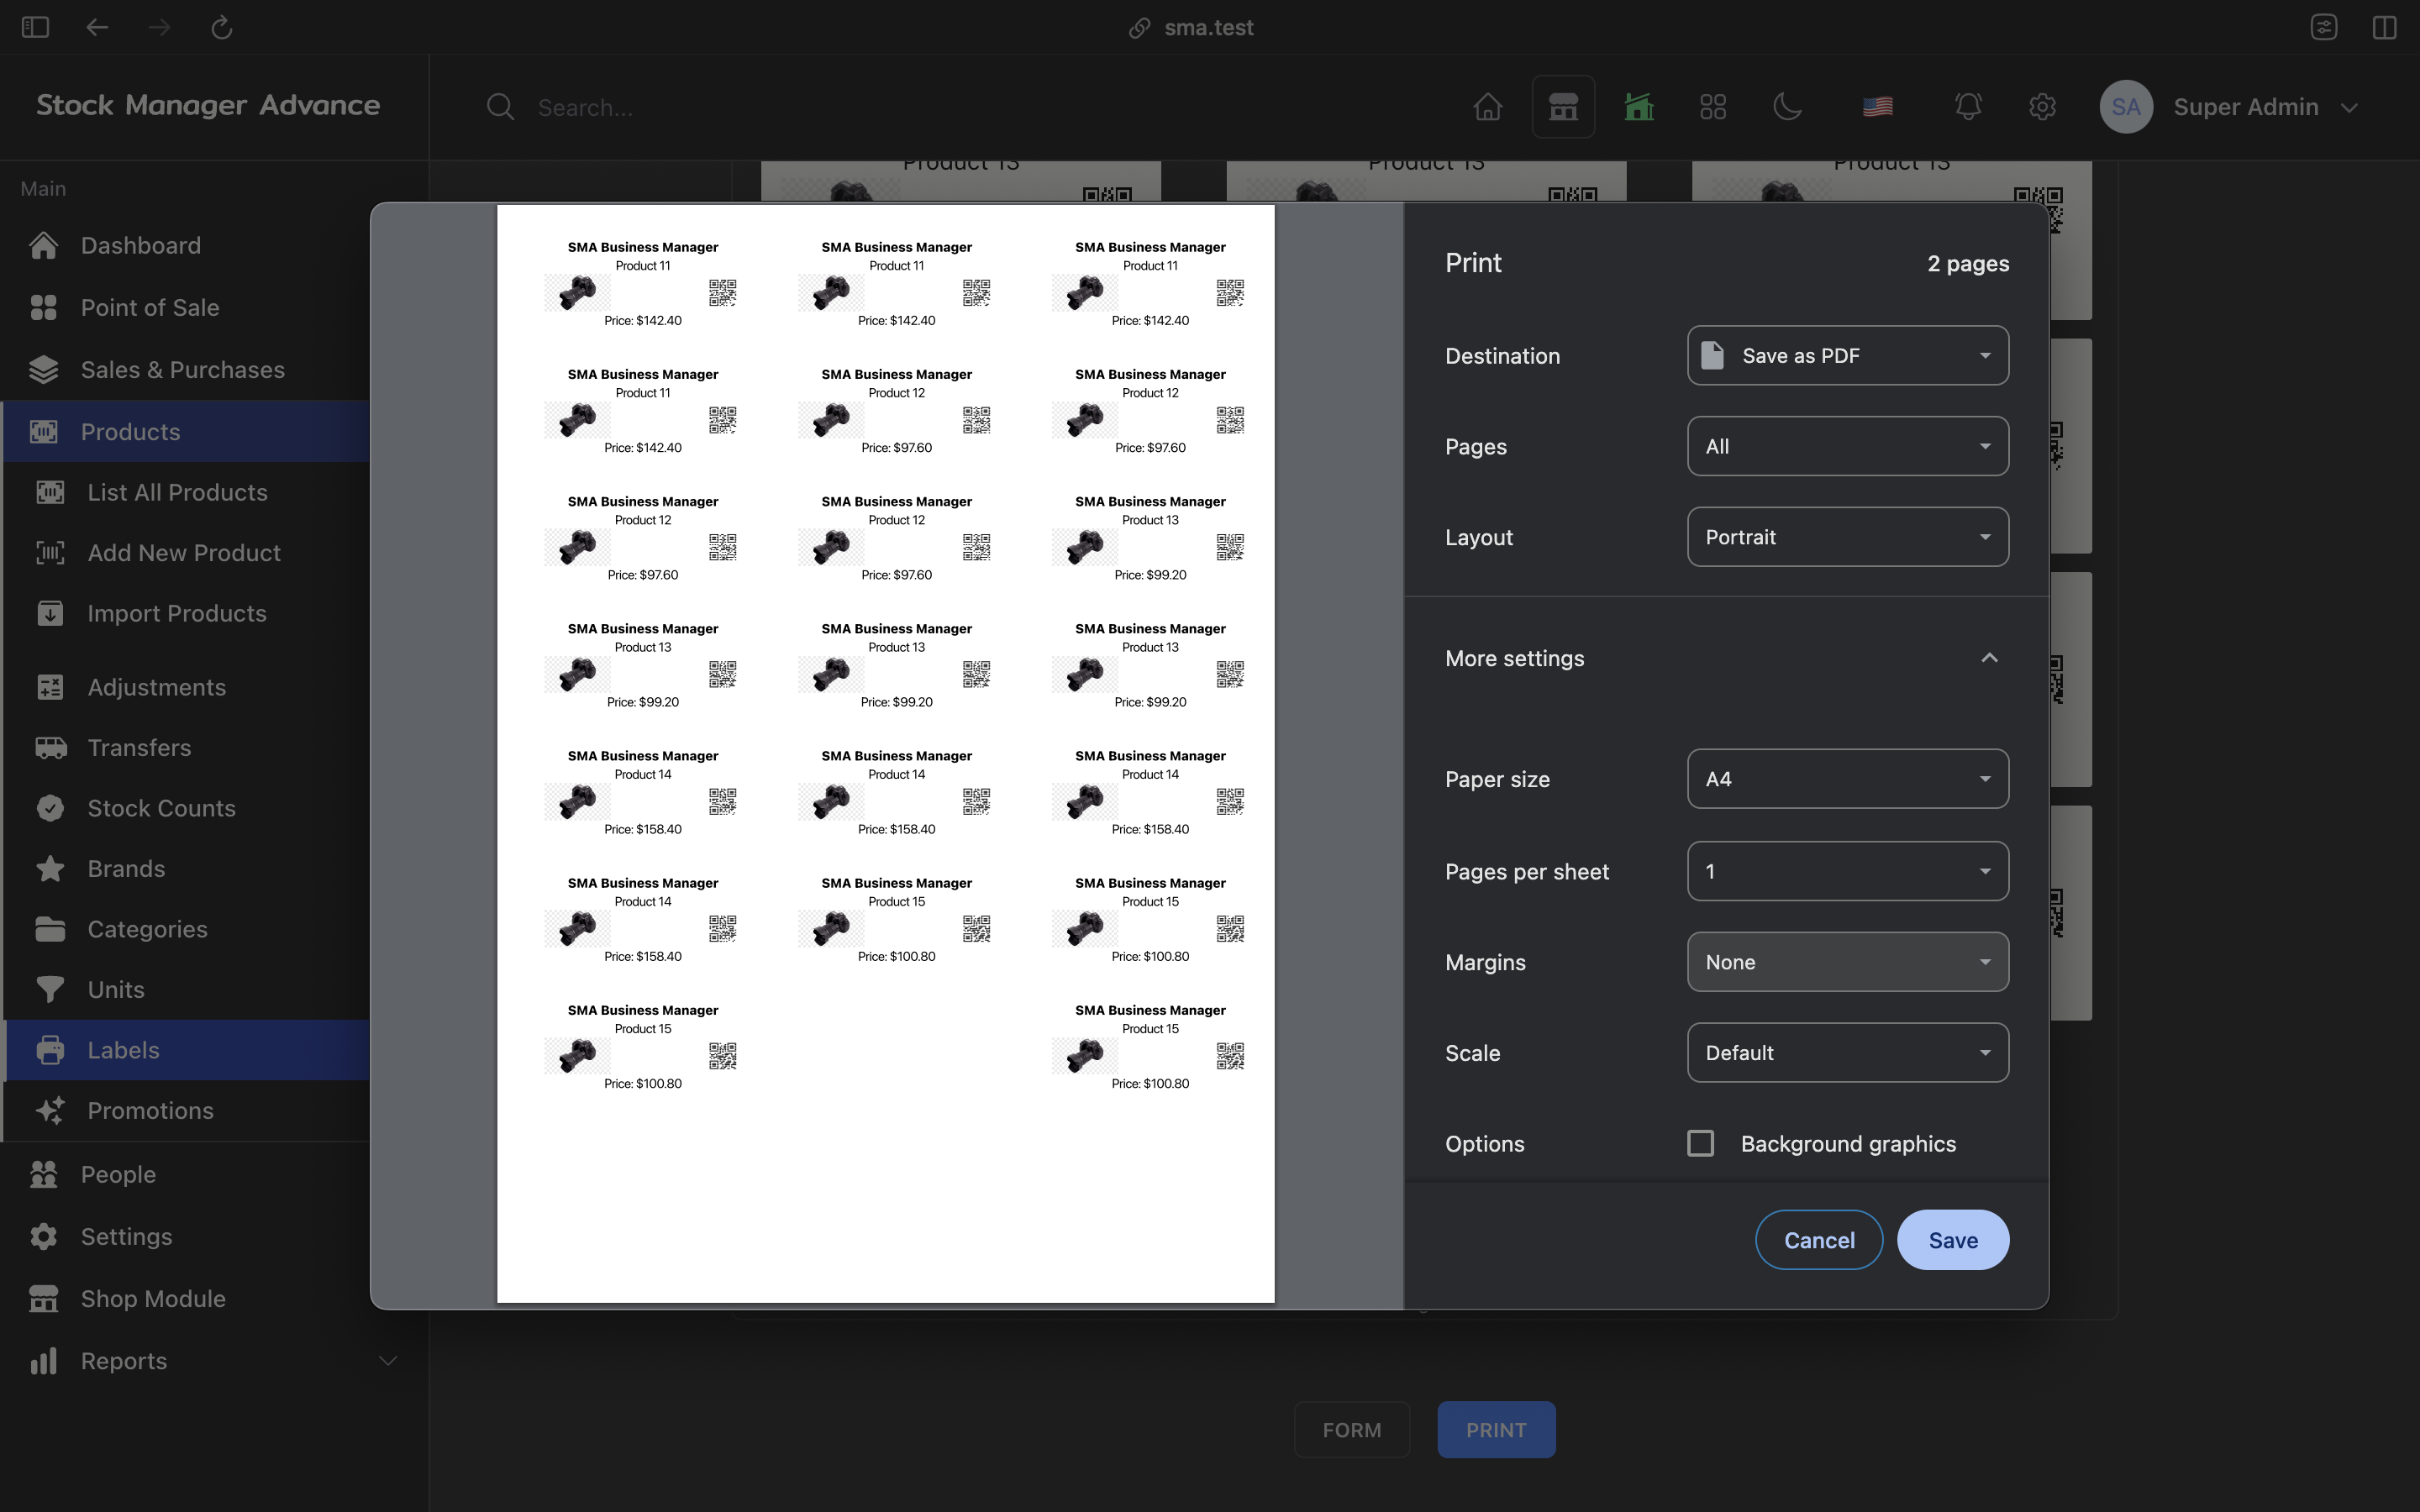 sma.test
Stock Manager Advance
Search...
SA
Super Admin
Main
Dashboard
Point of Sale
Sales & Purchases
Products
List All Products
Add New Product
Import Products
Adjustments
Transfers
Stock Counts
Brands
Categories
Units
Labels
Promotions
People
Settings
Shop Module
Reports
Product 13 Product 13 Product 13
SMA Business Manager SMA Business Manager SMA Business Manager
Product 11 Product 11 Product 11
Price: $142.40 Price: $142.40 Price: $142.40
SMA Business Manager SMA Business Manager SMA Business Manager
Product 11 Product 12 Product 12
Price: $142.40 Price: $97.60 Price: $97.60
SMA Business Manager SMA Business Manager SMA Business Manager
Product 12 Product 12 Product 13
Price: $97.60 Price: $97.60 Price: $99.20
SMA Business Manager SMA Business Manager SMA Business Manager
Product 13 Product 13 Product 13
Price: $99.20 Price: $99.20 Price: $99.20
SMA Business Manager SMA Business Manager SMA Business Manager
Product 14 Product 14 Product 14
Price: $158.40 Price: $158.40 Price: $158.40
SMA Business Manager SMA Business Manager SMA Business Manager
Product 14 Product 15 Product 15
Price: $158.40 Price: $100.80 Price: $100.80
SMA Business Manager SMA Business Manager
Product 15 Product 15
Price: $100.80 Price: $100.80
Print 2 pages
Destination Save as PDF
Pages All
Layout Portrait
More settings
Paper size A4
Pages per sheet 1
Margins None
Scale Default
Options Background graphics
Cancel Save
FORM PRINT